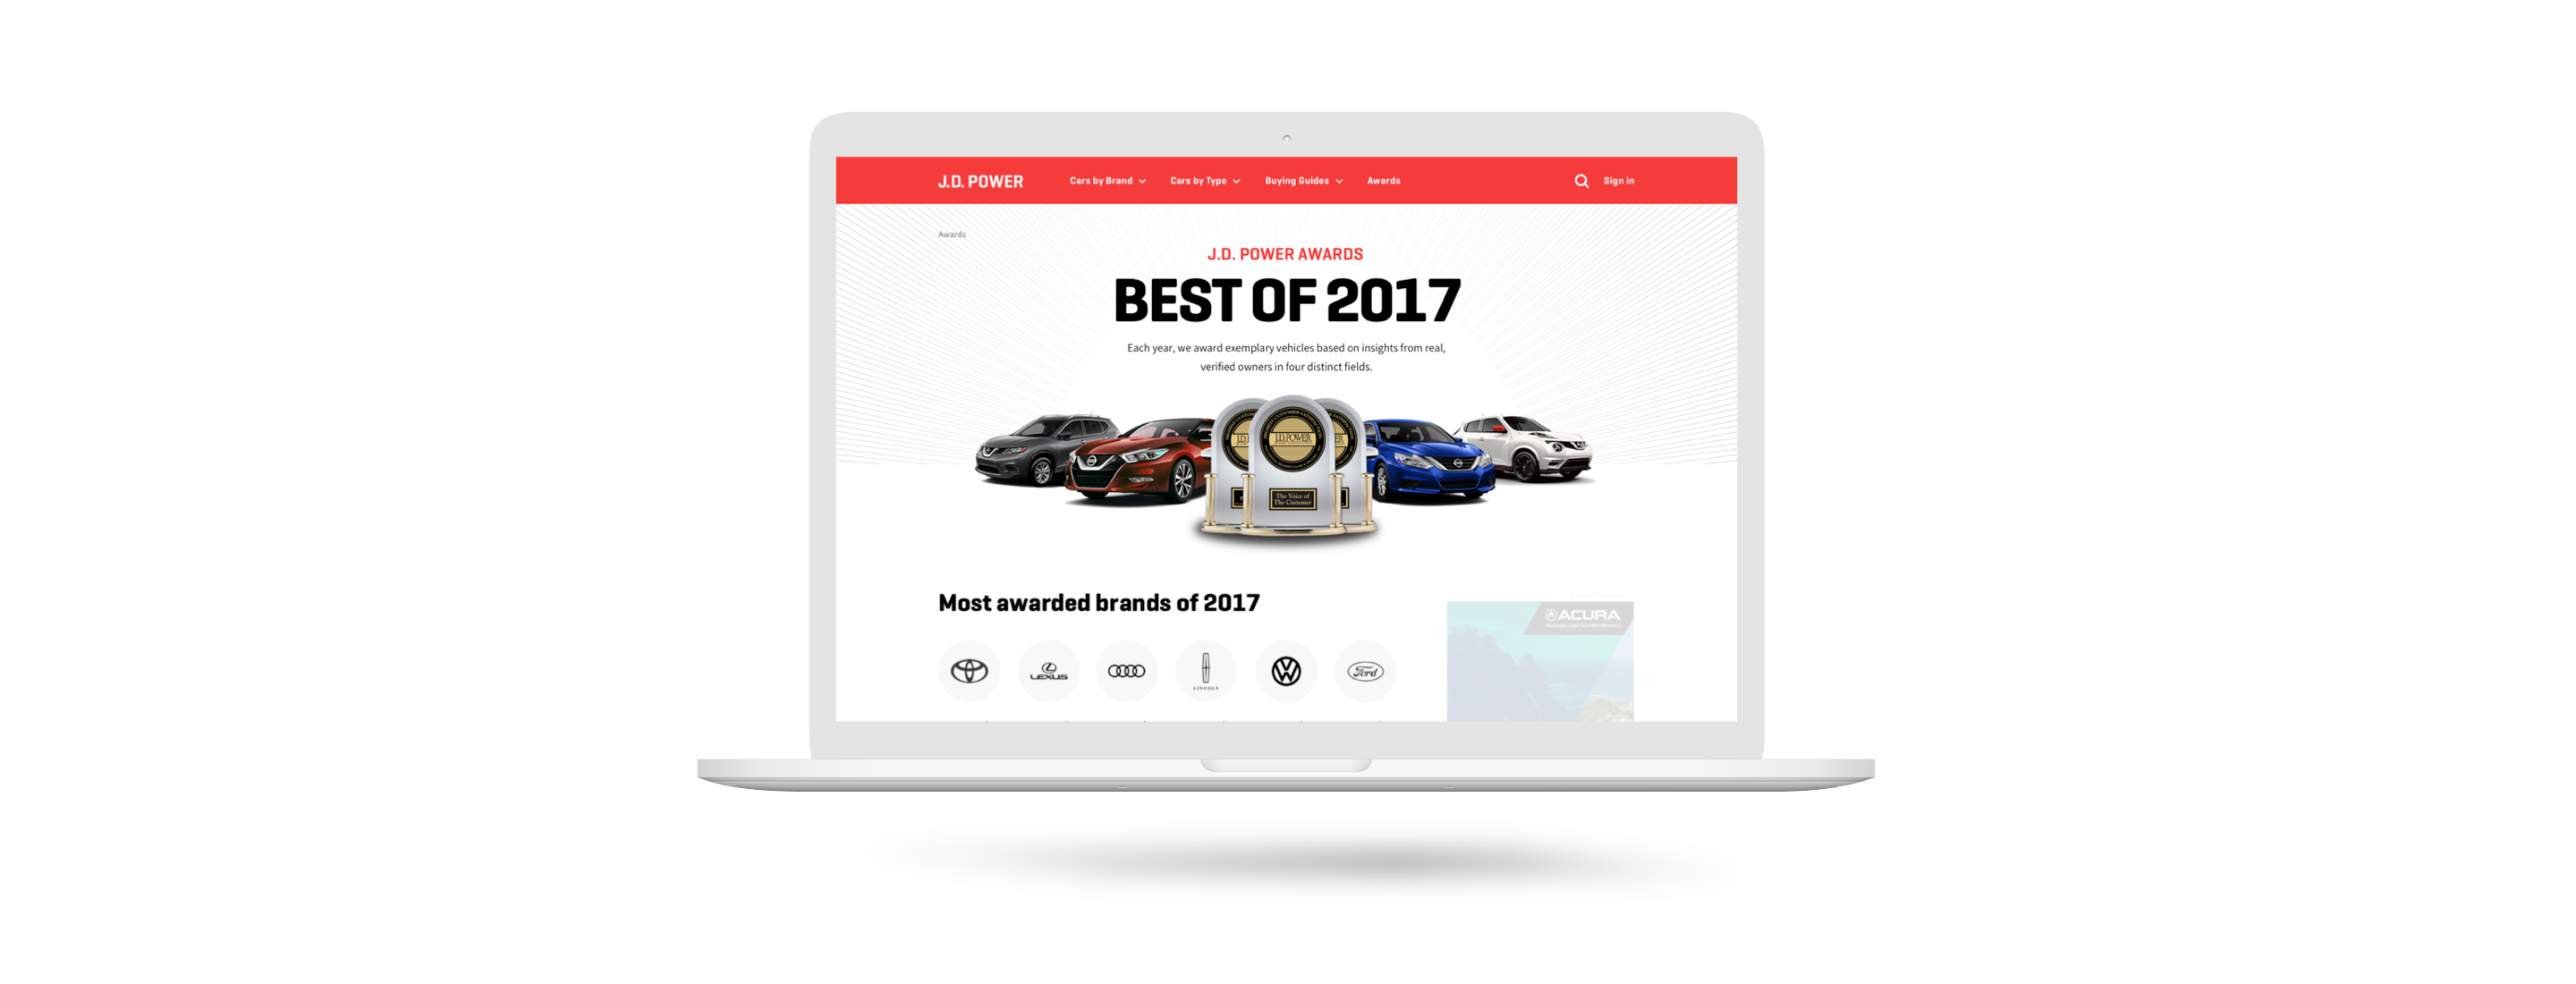 J.D. POWER
Cars by Brand
Cars by Type
Buying Guides
Awards
Sign in
Awards
J.D. POWER AWARDS
BEST OF 2017
Each year, we award exemplary vehicles based on insights from real,
verified owners in four distinct fields.
J.D. POWER
The Voice of
The Customer
Most awarded brands of 2017
ACURA
LEXUS
LINCOLN
Ford